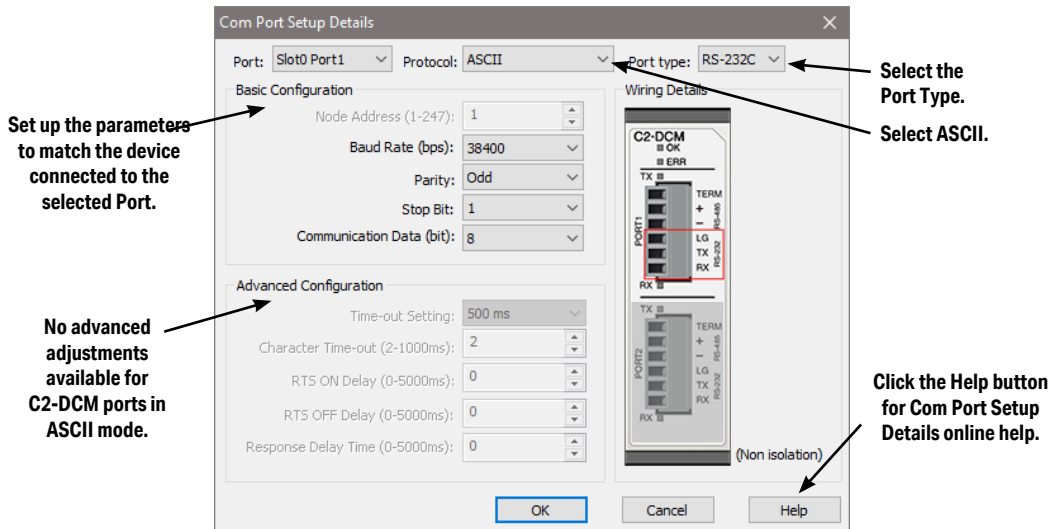 Com Port Setup Details
Port: Slot0 Port1 Protocol: ASCII Port type: RS-232C
Select the
Port Type.
Select ASCII.
Set up the parameters
to match the device
connected to the
selected Port.
Basic Configuration
Node Address (1-247): 1
Baud Rate (bps): 38400
Parity: Odd
Stop Bit: 1
Communication Data (bit): 8
Wiring Details
C2-DCM
OK
ERR
TX
PORT1
TERM
+
−
RS-485
LG
TX
RX
RS-232
RX
TX
PORT2
TERM
+
−
RS-485
LG
TX
RX
RS-232
RX
(Non isolation)
Advanced Configuration
Time-out Setting: 500 ms
Character Time-out (2-1000ms): 2
RTS ON Delay (0-5000ms): 0
RTS OFF Delay (0-5000ms): 0
Response Delay Time (0-5000ms): 0
No advanced
adjustments
available for
C2-DCM ports in
ASCII mode.
Click the Help button
for Com Port Setup
Details online help.
OK Cancel Help